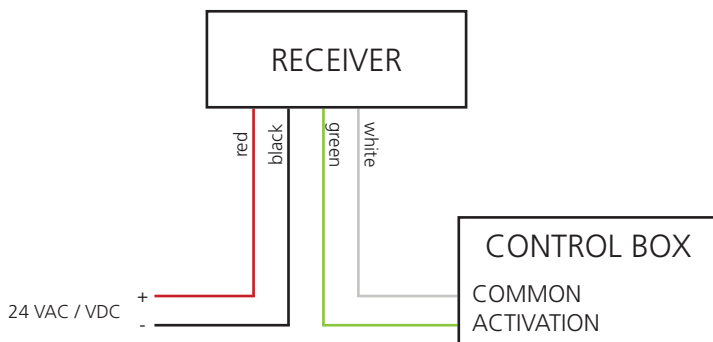 RECEIVER
red
black
green
white
CONTROL BOX
COMMON
ACTIVATION
+
24 VAC / VDC
-